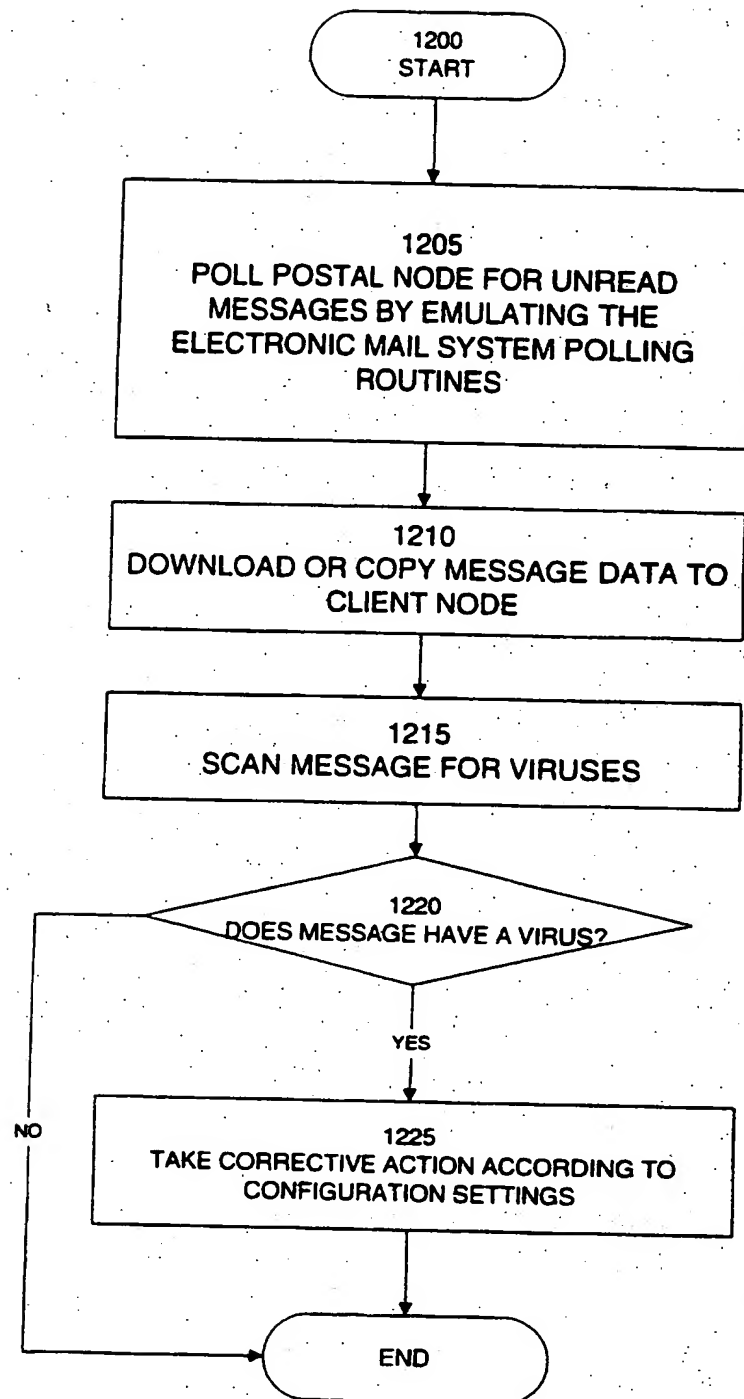 1200
START
1205
POLL POSTAL NODE FOR UNREAD
MESSAGES BY EMULATING THE
ELECTRONIC MAIL SYSTEM POLLING
ROUTINES
1210
DOWNLOAD OR COPY MESSAGE DATA TO
CLIENT NODE
1215
SCAN MESSAGE FOR VIRUSES
1220
DOES MESSAGE HAVE A VIRUS?
YES
NO
1225
TAKE CORRECTIVE ACTION ACCORDING TO
CONFIGURATION SETTINGS
END